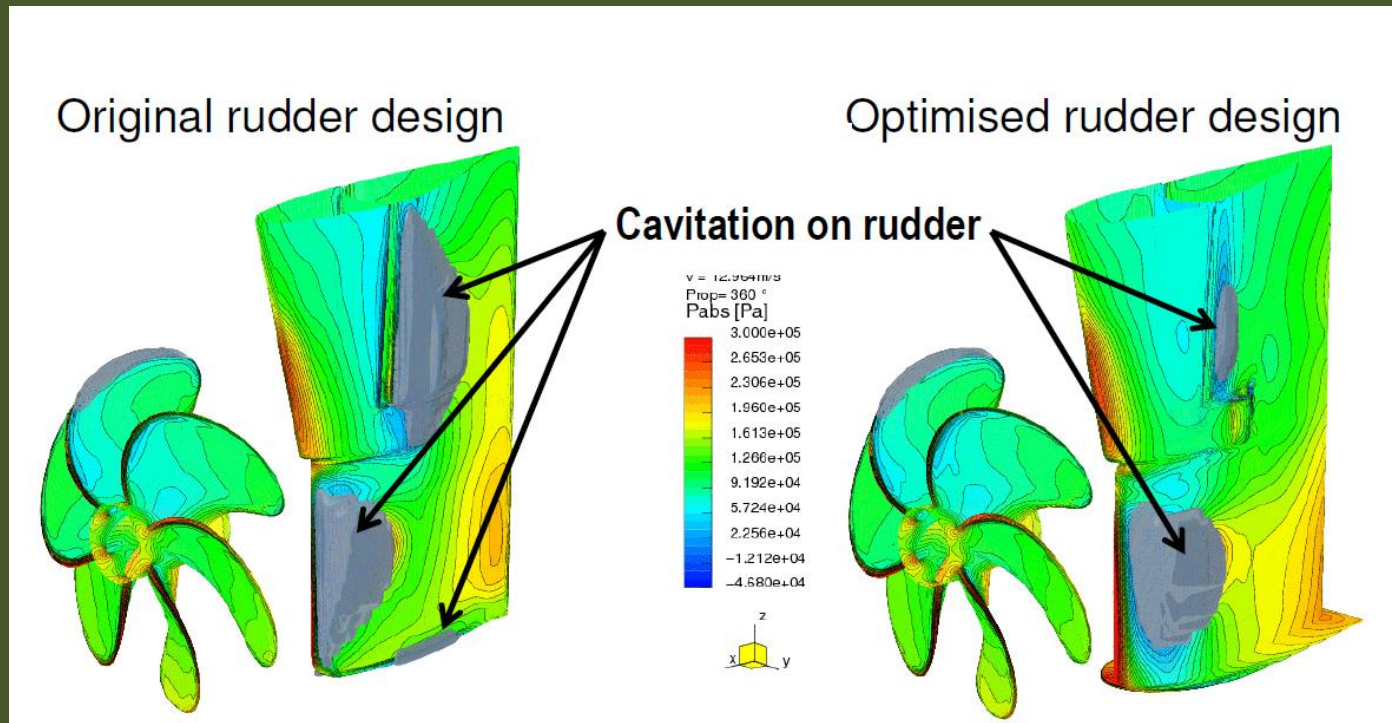 Original rudder design
Optimised rudder design
Cavitation on rudder
V = 12.964m/s
Prop= 360 °
Pabs [Pa]
3.000e+05
2.653e+05
2.306e+05
1.960e+05
1.613e+05
1.266e+05
9.192e+04
5.724e+04
2.256e+04
−1.212e+04
−4.680e+04
z
x
y